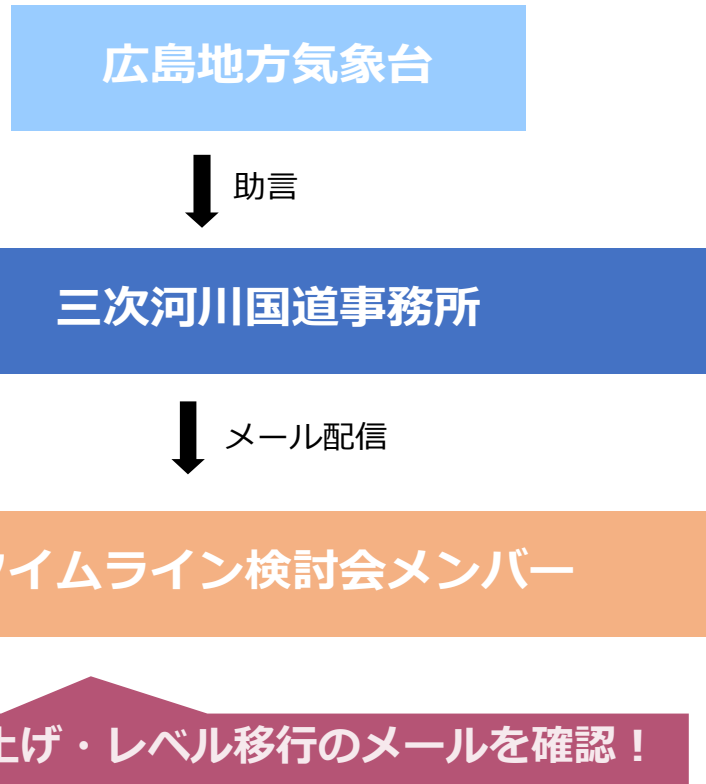 広島地方気象台
助言
三次河川国道事務所
メール配信
イムライン検討会メンバー
上げ・レベル移行のメールを確認！